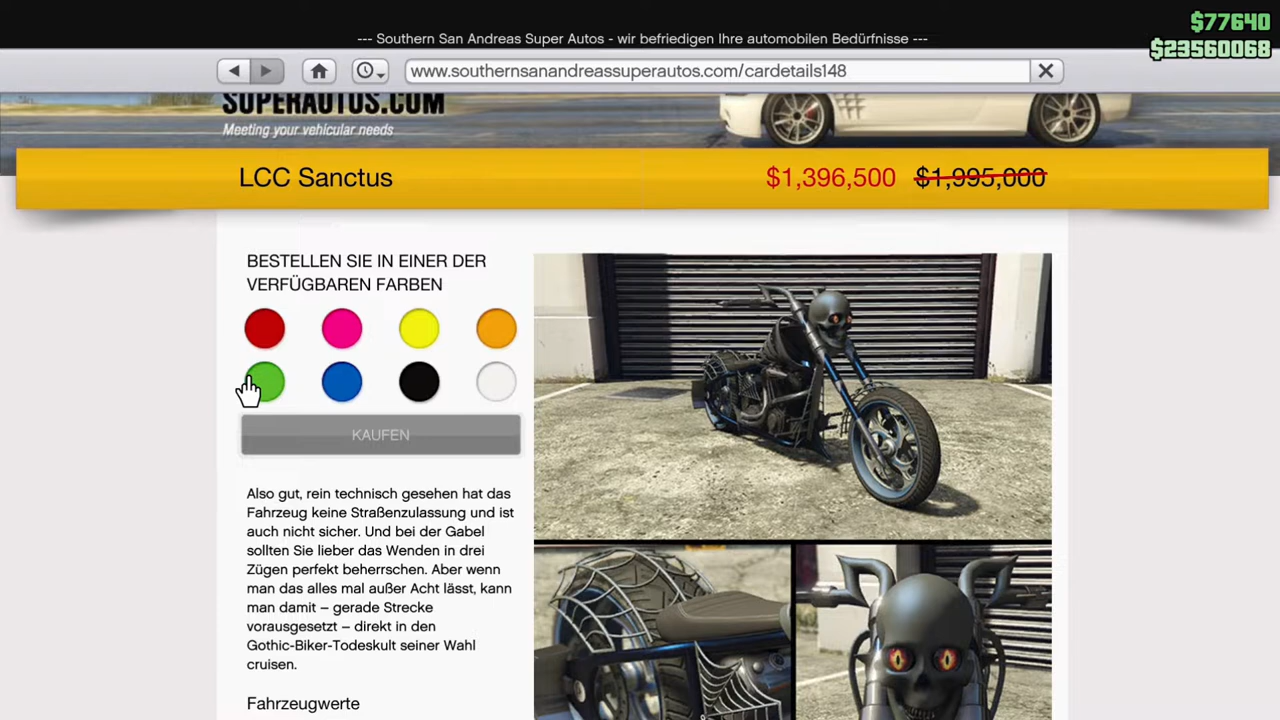 $77640
--- Southern San Andreas Super Autos - wir befriedigen Ihre automobilen Bedürfnisse ---
$23560068
www.southernsanandreassuperautos.com/cardetails148
SUPERAUTOS.COM
Meeting your vehicular needs
LCC Sanctus $1,396,500 $1,995,000
BESTELLEN SIE IN EINER DER
VERFÜGBAREN FARBEN
KAUFEN
Also gut, rein technisch gesehen hat das
Fahrzeug keine Straßenzulassung und ist
auch nicht sicher. Und bei der Gabel
sollten Sie lieber das Wenden in drei
Zügen perfekt beherrschen. Aber wenn
man das alles mal außer Acht lässt, kann
man damit – gerade Strecke
vorausgesetzt – direkt in den
Gothic-Biker-Todeskult seiner Wahl
cruisen.
Fahrzeugwerte